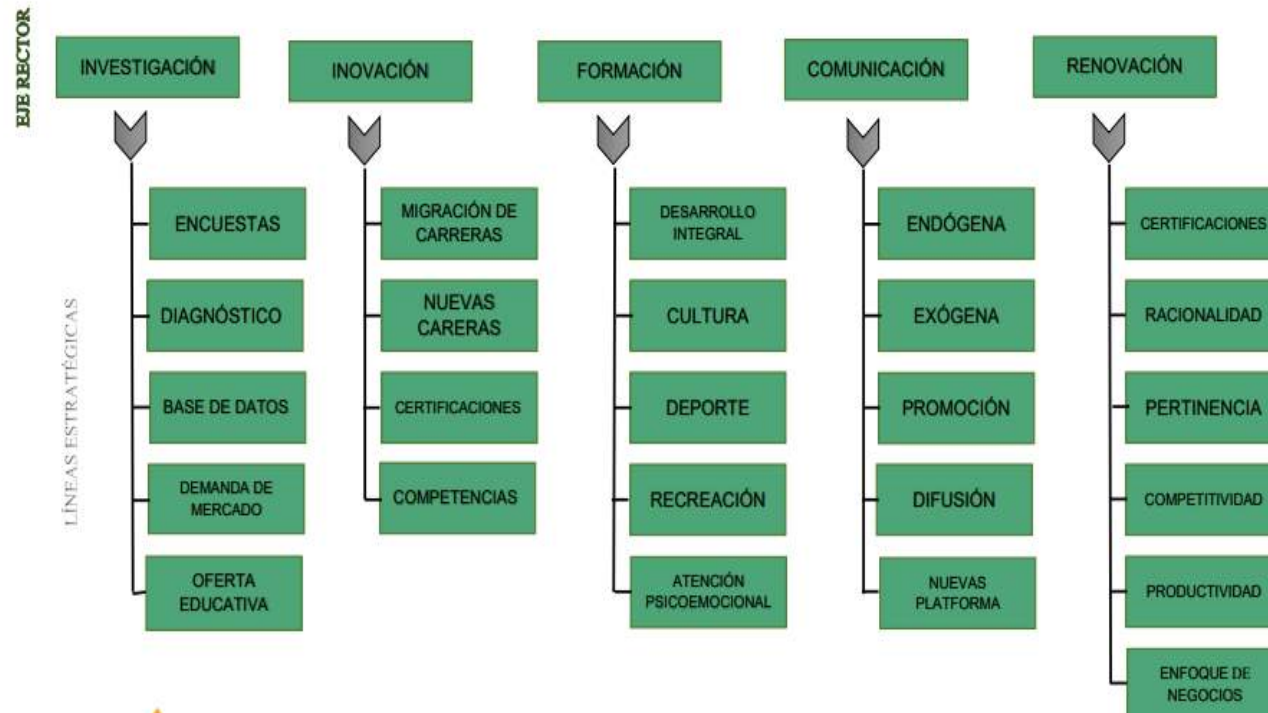 EJE RECTOR
INVESTIGACIÓN
INOVACIÓN
FORMACIÓN
COMUNICACIÓN
RENOVACIÓN
LÍNEAS ESTRATÉGICAS
ENCUESTAS
DIAGNÓSTICO
BASE DE DATOS
DEMANDA DE
MERCADO
OFERTA
EDUCATIVA
MIGRACIÓN DE
CARRERAS
NUEVAS
CARERAS
CERTIFICACIONES
COMPETENCIAS
DESARROLLO
INTEGRAL
CULTURA
DEPORTE
RECREACIÓN
ATENCIÓN
PSICOEMOCIONAL
ENDÓGENA
EXÓGENA
PROMOCIÓN
DIFUSIÓN
NUEVAS
PLATFORMA
CERTIFICACIONES
RACIONALIDAD
PERTINENCIA
COMPETITIVIDAD
PRODUCTIVIDAD
ENFOQUE DE
NEGOCIOS